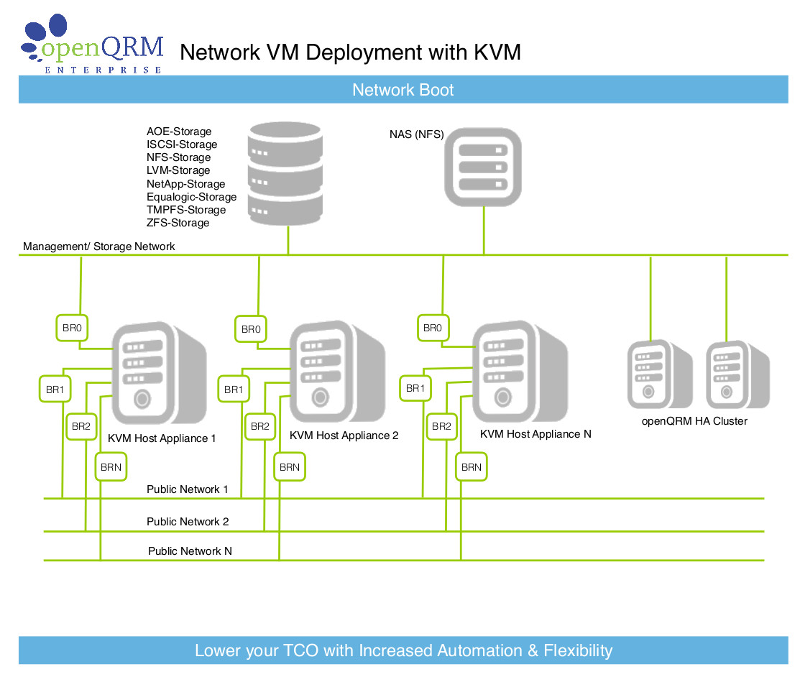 openQRM
ENTERPRISE
Network VM Deployment with KVM
Network Boot
AOE-Storage
ISCSI-Storage
NFS-Storage
LVM-Storage
NetApp-Storage
Equalogic-Storage
TMPFS-Storage
ZFS-Storage
NAS (NFS)
Management/ Storage Network
BR0
BR0
BR0
BR1
BR1
BR1
BR2
BR2
BR2
KVM Host Appliance 1
KVM Host Appliance 2
KVM Host Appliance N
openQRM HA Cluster
BRN
BRN
BRN
Public Network 1
Public Network 2
Public Network N
Lower your TCO with Increased Automation & Flexibility